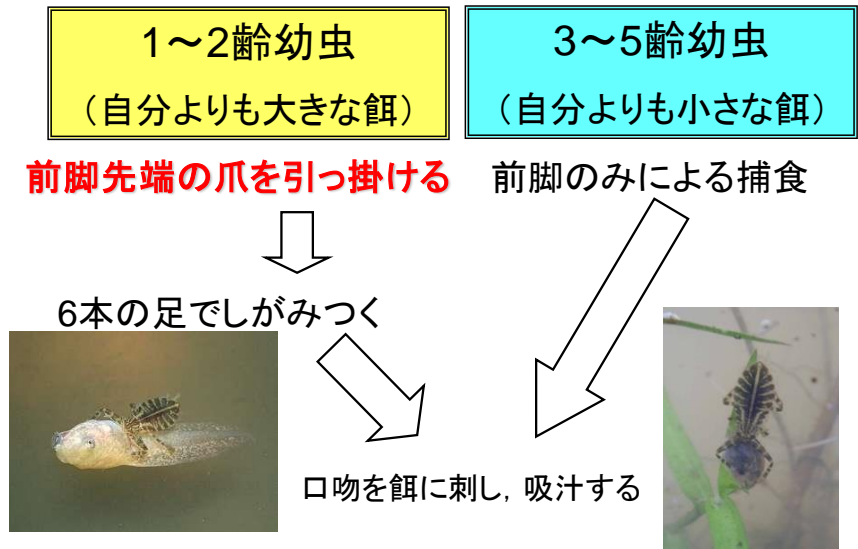 1～2齢幼虫
（自分よりも大きな餌）
3～5齢幼虫
（自分よりも小さな餌）
前脚先端の爪を引っ掛ける
前脚のみによる捕食
6本の足でしがみつく
口吻を餌に刺し，吸汁する